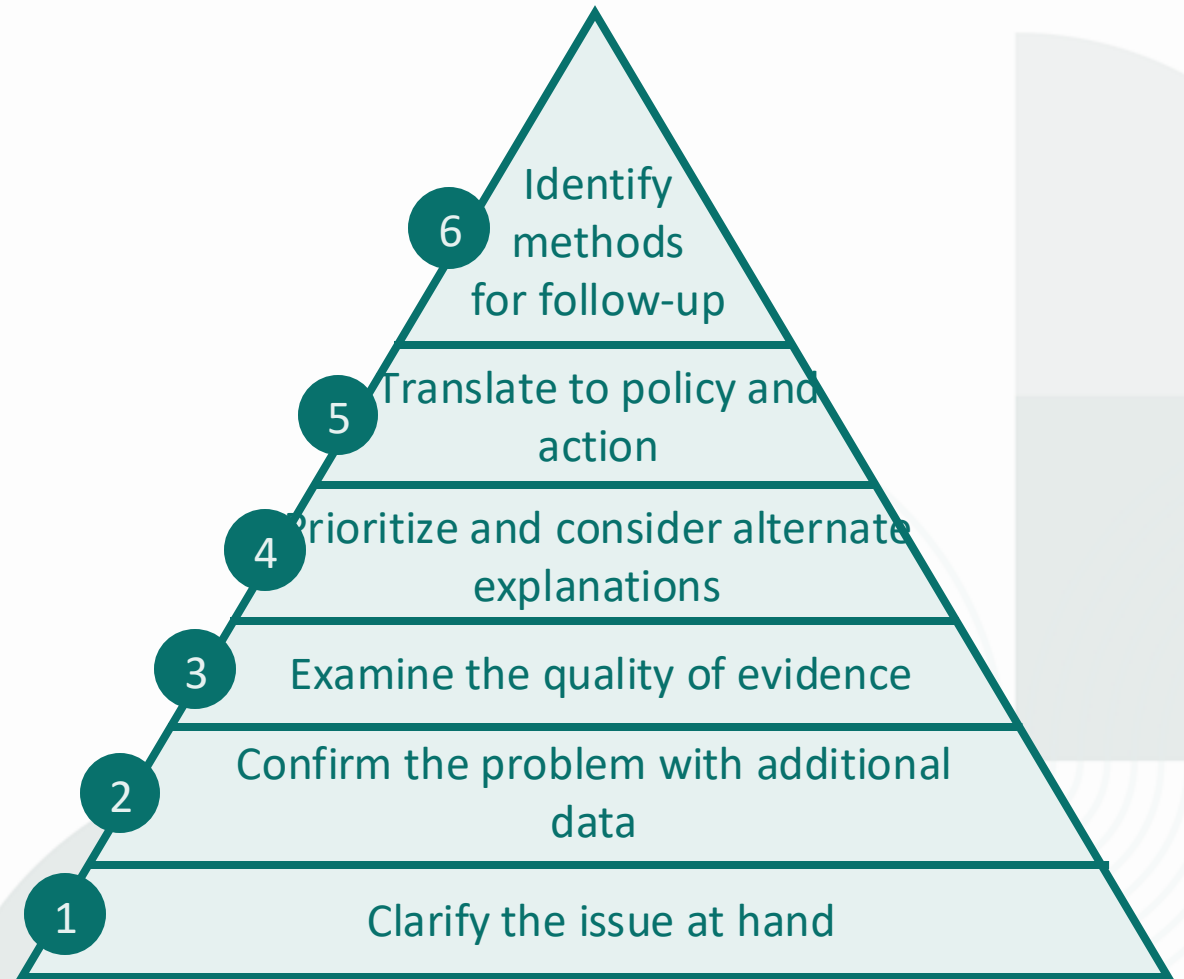 6
Identify
methods
for follow-up
5
Translate to policy and
action
4
Prioritize and consider alternate
explanations
3
Examine the quality of evidence
2
Confirm the problem with additional
data
1
Clarify the issue at hand